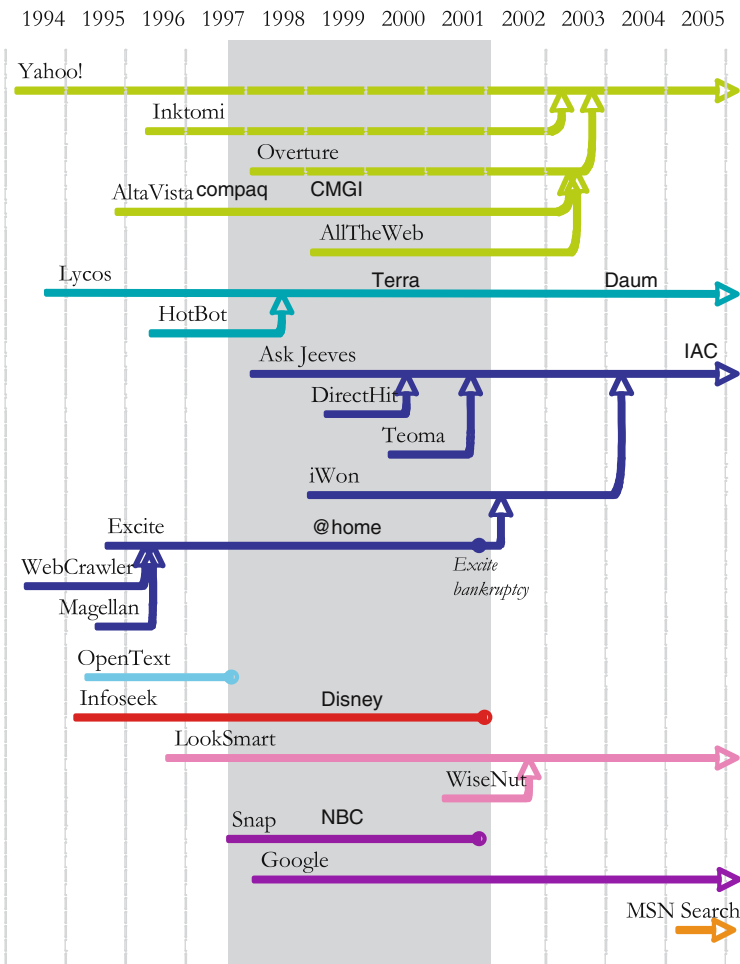 1994 1995 1996 1997 1998 1999 2000 2001 2002 2003 2004 2005
Yahoo!
Inktomi
Overture
AltaVista compaq CMGI
AllTheWeb
Lycos Terra Daum
HotBot
Ask Jeeves IAC
DirectHit
Teoma
iWon
Excite @home
WebCrawler Excite
bankruptcy
Magellan
OpenText
Infoseek Disney
LookSmart
WiseNut
Snap NBC
Google
MSN Search